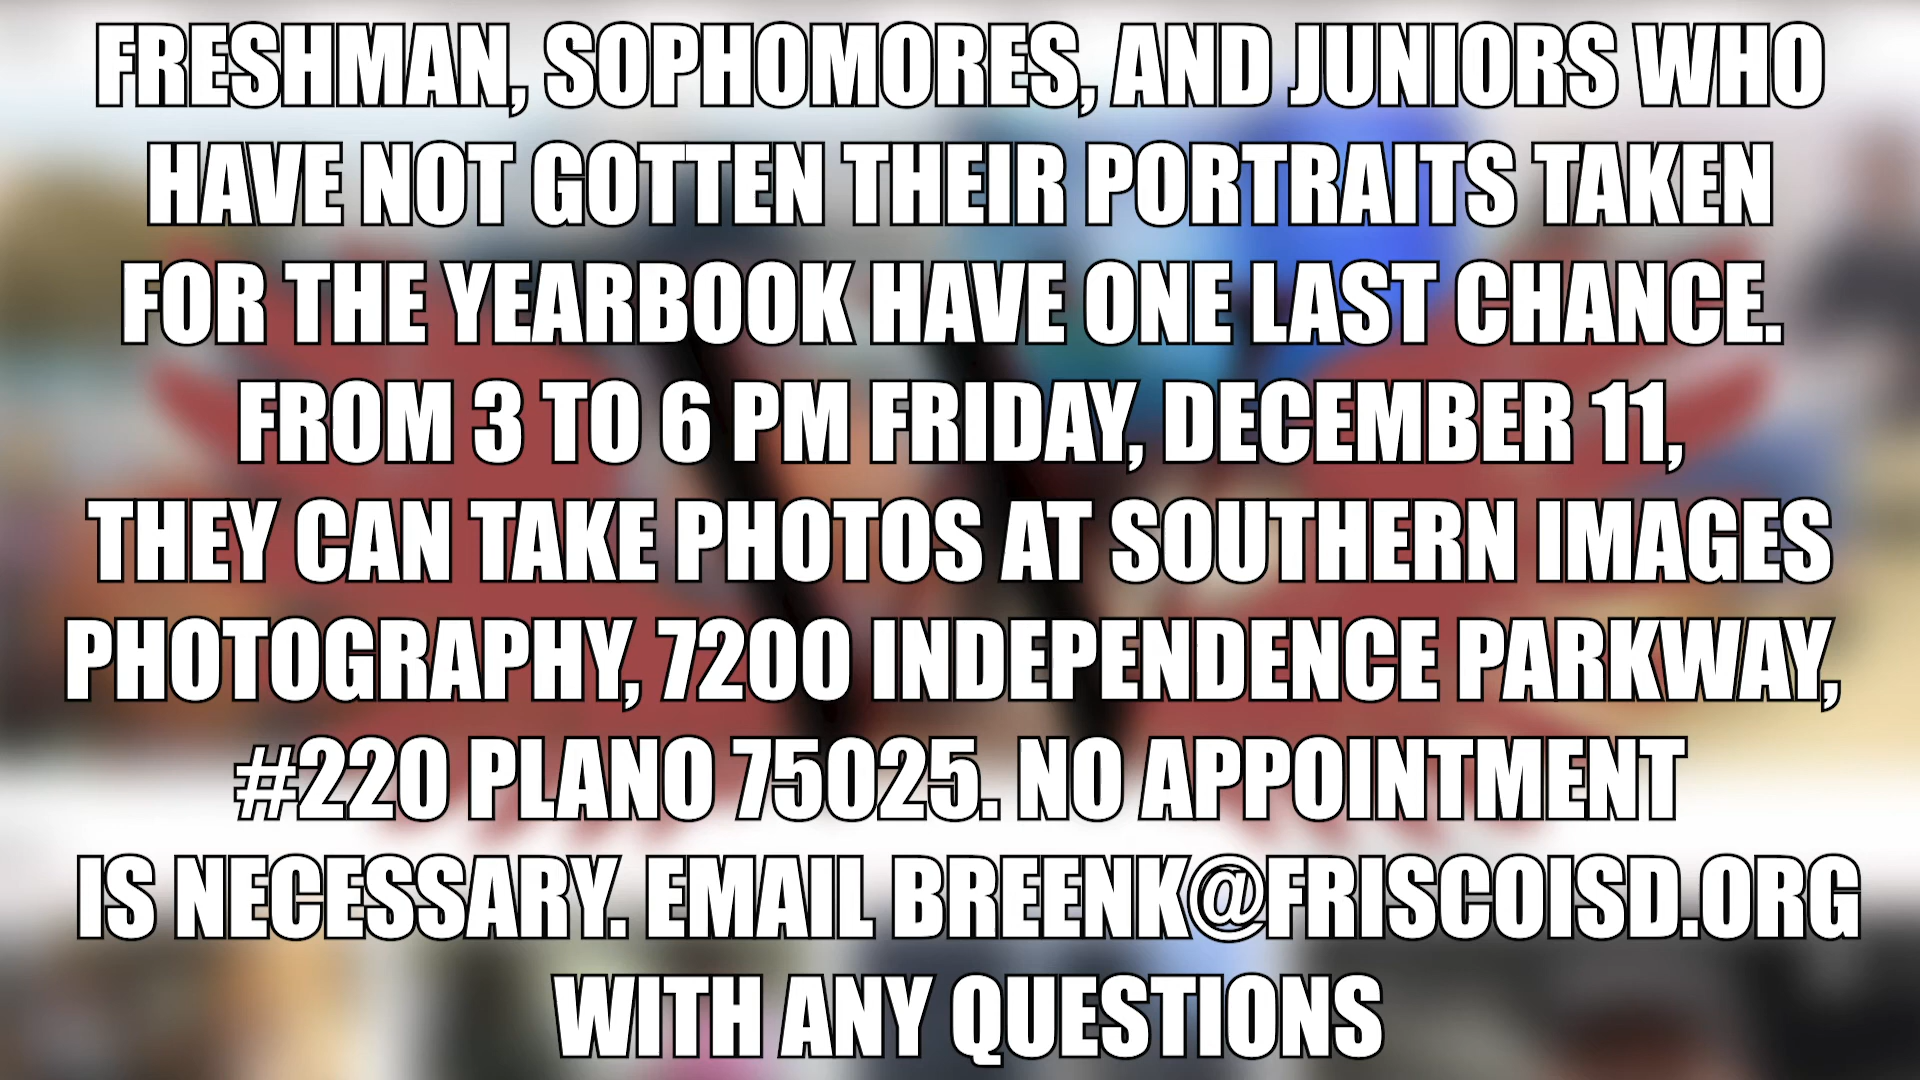 FRESHMAN, SOPHOMORES, AND JUNIORS WHO
HAVE NOT GOTTEN THEIR PORTRAITS TAKEN
FOR THE YEARBOOK HAVE ONE LAST CHANCE.
FROM 3 TO 6 PM FRIDAY, DECEMBER 11,
THEY CAN TAKE PHOTOS AT SOUTHERN IMAGES
PHOTOGRAPHY, 7200 INDEPENDENCE PARKWAY,
#220 PLANO 75025. NO APPOINTMENT
IS NECESSARY. EMAIL BREENK@FRISCOISD.ORG
WITH ANY QUESTIONS